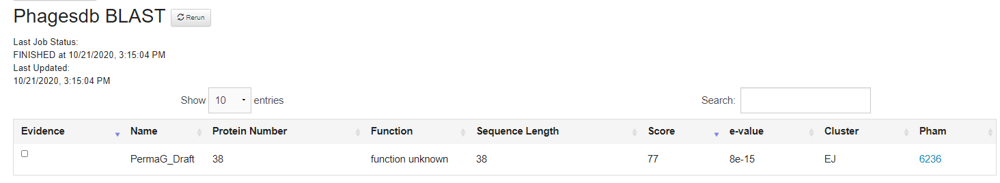 Phagesdb BLAST Rerun
Last Job Status:
FINISHED at 10/21/2020, 3:15:04 PM
Last Updated:
10/21/2020, 3:15:04 PM
Show 10 entries Search:
Evidence Name Protein Number Function Sequence Length Score e-value Cluster Pham
PermaG_Draft 38 function unknown 38 77 8e-15 EJ 6236